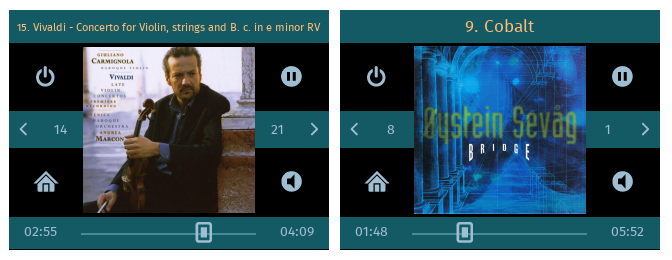 15. Vivaldi - Concerto for Violin, strings and B. c. in e minor RV
GIULIANO
CARMIGNOLA
BAROQUE VIOLIN
VIVALDI
LATE
VIOLIN
CONCERTOS
PREMIERE
RECORDING
VENICE
BAROQUE
ORCHESTRA
ANDREA
MARCON
14
21
02:55
04:09
9. Cobalt
Øystein Sevåg
BRIDGE
8
1
01:48
05:52